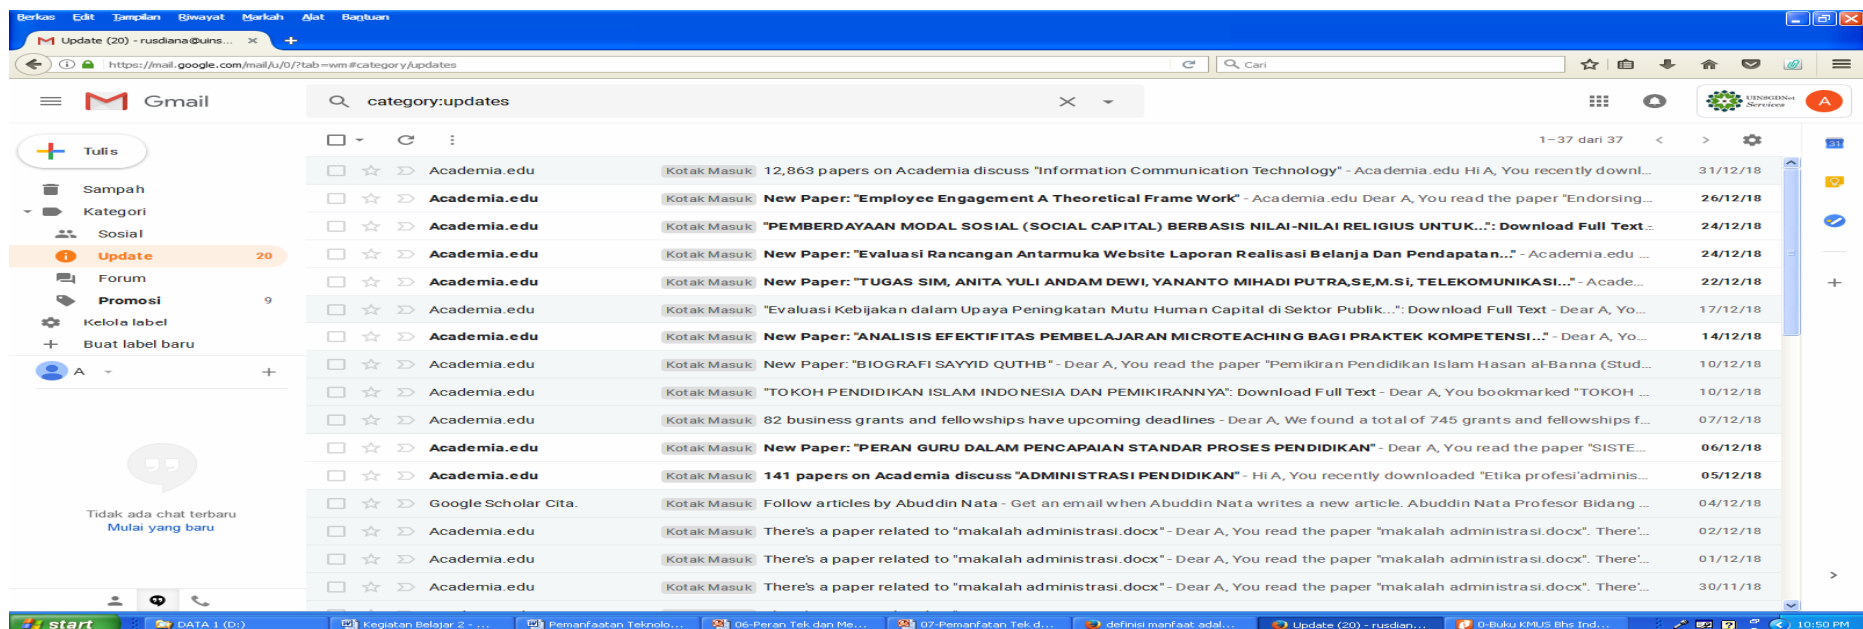 Berkas Edit Tampilan Riwayat Markah Alat Bantuan
Update (20) - rusdiana@uins...
https://mail.google.com/mail/u/0/?tab=wm#category/updates
Cari
Gmail
category:updates
UINSGDNet Services
A
Tulis
1–37 dari 37
31
Sampah
Kategori
Sosial
Update 20
Forum
Promosi 9
Kelola label
Buat label baru
A
Tidak ada chat terbaru
Mulai yang baru
Academia.edu Kotak Masuk 12,863 papers on Academia discuss "Information Communication Technology" - Academia.edu Hi A, You recently downl... 31/12/18
Academia.edu Kotak Masuk New Paper: "Employee Engagement A Theoretical Frame Work" - Academia.edu Dear A, You read the paper "Endorsing... 26/12/18
Academia.edu Kotak Masuk "PEMBERDAYAAN MODAL SOSIAL (SOCIAL CAPITAL) BERBASIS NILAI-NILAI RELIGIUS UNTUK...": Download Full Text - 24/12/18
Academia.edu Kotak Masuk New Paper: "Evaluasi Rancangan Antarmuka Website Laporan Realisasi Belanja Dan Pendapatan..." - Academia.edu ... 24/12/18
Academia.edu Kotak Masuk New Paper: "TUGAS SIM, ANITA YULI ANDAM DEWI, YANANTO MIHADI PUTRA,SE,M.Si, TELEKOMUNIKASI..." - Acade... 22/12/18
Academia.edu Kotak Masuk "Evaluasi Kebijakan dalam Upaya Peningkatan Mutu Human Capital di Sektor Publik...": Download Full Text - Dear A, Yo... 17/12/18
Academia.edu Kotak Masuk New Paper: "ANALISIS EFEKTIFITAS PEMBELAJARAN MICROTEACHING BAGI PRAKTEK KOMPETENSI..." - Dear A, Yo... 14/12/18
Academia.edu Kotak Masuk New Paper: "BIOGRAFI SAYYID QUTHB" - Dear A, You read the paper "Pemikiran Pendidikan Islam Hasan al-Banna (Stud... 10/12/18
Academia.edu Kotak Masuk "TOKOH PENDIDIKAN ISLAM INDONESIA DAN PEMIKIRANNYA": Download Full Text - Dear A, You bookmarked "TOKOH ... 10/12/18
Academia.edu Kotak Masuk 82 business grants and fellowships have upcoming deadlines - Dear A, We found a total of 745 grants and fellowships f... 07/12/18
Academia.edu Kotak Masuk New Paper: "PERAN GURU DALAM PENCAPAIAN STANDAR PROSES PENDIDIKAN" - Dear A, You read the paper "SISTE... 06/12/18
Academia.edu Kotak Masuk 141 papers on Academia discuss "ADMINISTRASI PENDIDIKAN" - Hi A, You recently downloaded "Etika profesi'adminis... 05/12/18
Google Scholar Cita. Kotak Masuk Follow articles by Abuddin Nata - Get an email when Abuddin Nata writes a new article. Abuddin Nata Profesor Bidang ... 04/12/18
Academia.edu Kotak Masuk There's a paper related to "makalah administrasi.docx" - Dear A, You read the paper "makalah administrasi.docx". There'... 02/12/18
Academia.edu Kotak Masuk There's a paper related to "makalah administrasi.docx" - Dear A, You read the paper "makalah administrasi.docx". There'... 01/12/18
Academia.edu Kotak Masuk There's a paper related to "makalah administrasi.docx" - Dear A, You read the paper "makalah administrasi.docx". There'... 30/11/18
start DATA 1 (D:) Kegiatan Belajar 2 - ... Pemanfaatan Teknolo... 06-Peran Tek dan Me... 07-Pemanfatan Tek d... definisi manfaat adal... Update (20) - rusdian... 0-Buku KMUS Bhs Ind... 10:50 PM